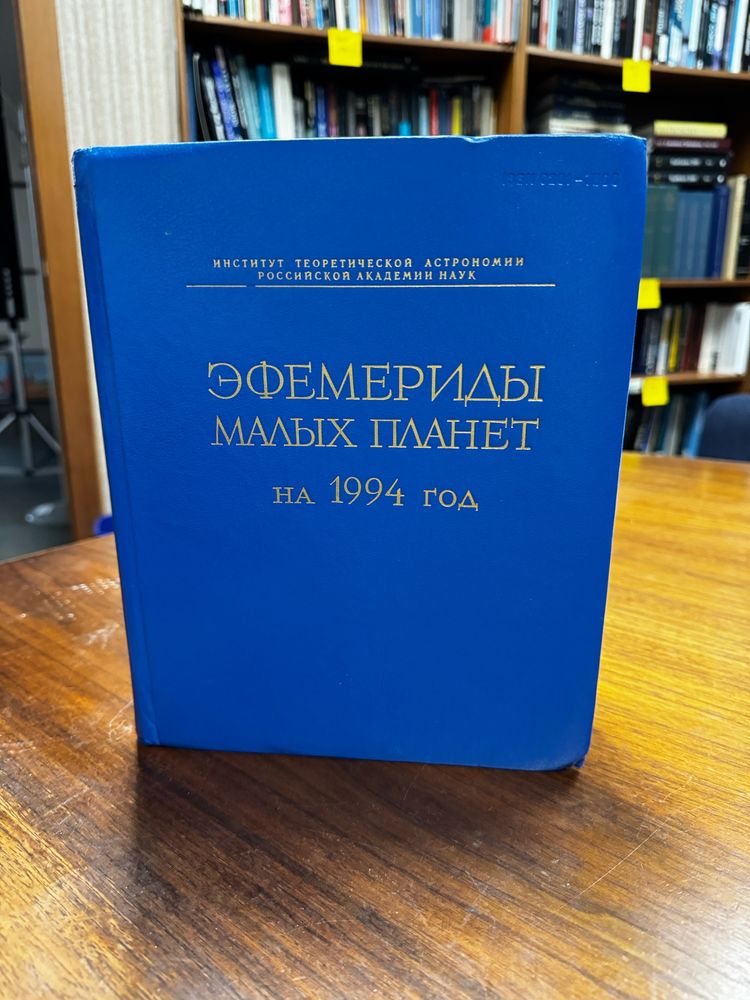 ИНСТИТУТ ТЕОРЕТИЧЕСКОЙ АСТРОНОМИИ
РОССИЙСКОЙ АКАДЕМИИ НАУК
ЭФЕМЕРИДЫ
МАЛЫХ ПЛАНЕТ
НА 1994 ГОД